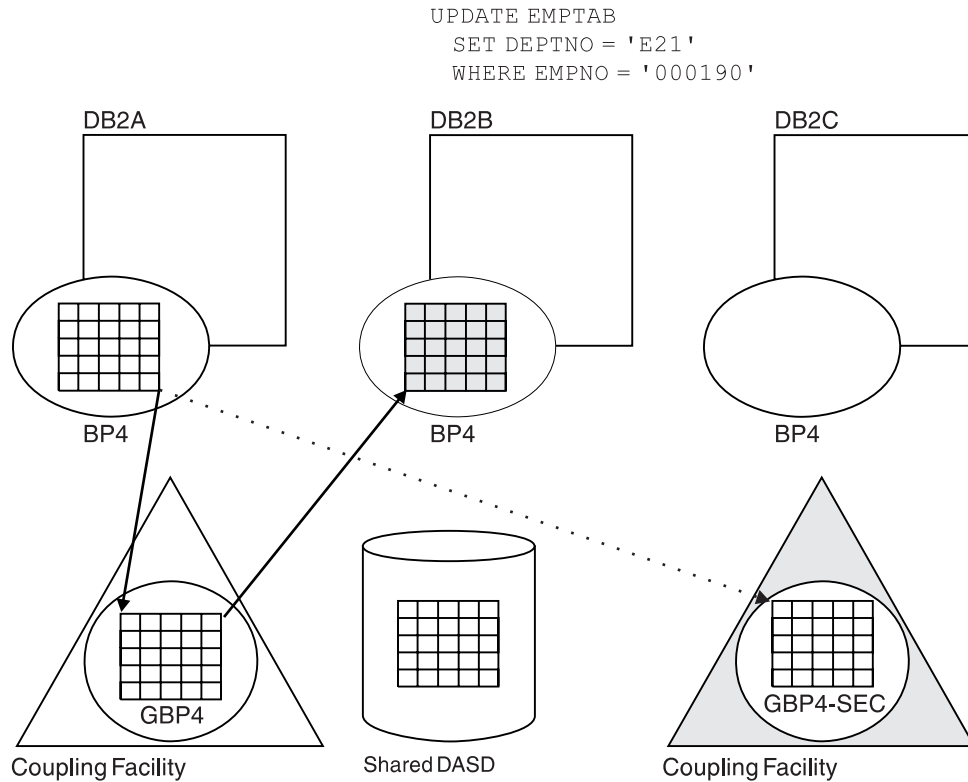 UPDATE EMPTAB
SET DEPTNO = 'E21'
WHERE EMPNO = '000190'
DB2A
DB2B
DB2C
BP4
BP4
BP4
GBP4
GBP4-SEC
Coupling Facility
Shared DASD
Coupling Facility